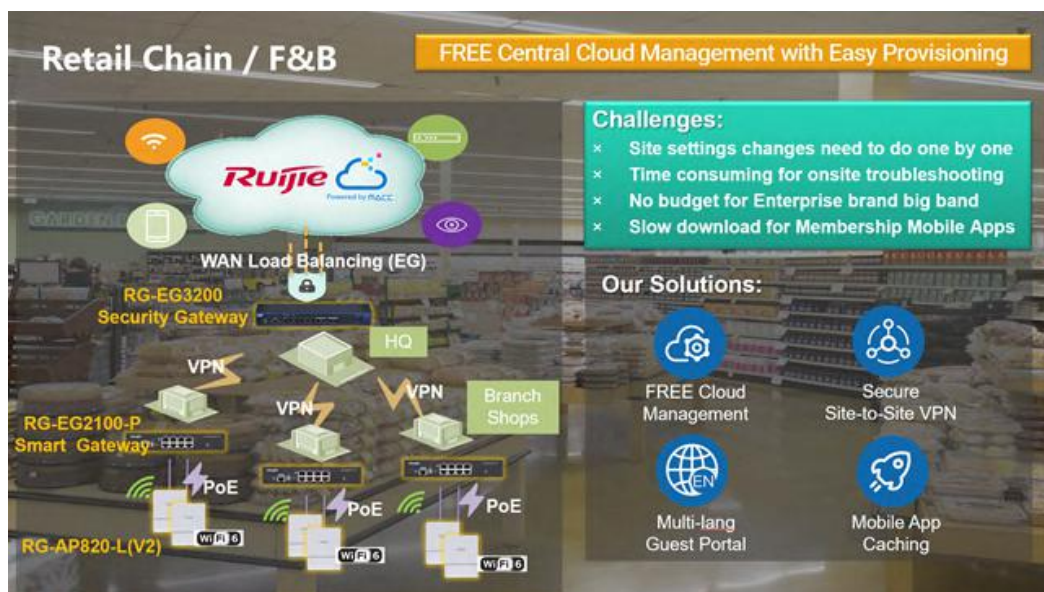 Retail Chain / F&B
FREE Central Cloud Management with Easy Provisioning
Ruijie
Powered by MACC
WAN Load Balancing (EG)
RG-EG3200
Security Gateway
HQ
VPN
VPN
VPN
Branch
Shops
RG-EG2100-P
Smart Gateway
PoE
PoE
PoE
RG-AP820-L(V2)
WiFi 6
WiFi 6
WiFi 6
Challenges:
× Site settings changes need to do one by one
× Time consuming for onsite troubleshooting
× No budget for Enterprise brand big band
× Slow download for Membership Mobile Apps
Our Solutions:
FREE Cloud
Management
Secure
Site-to-Site VPN
EN
Multi-lang
Guest Portal
Mobile App
Caching